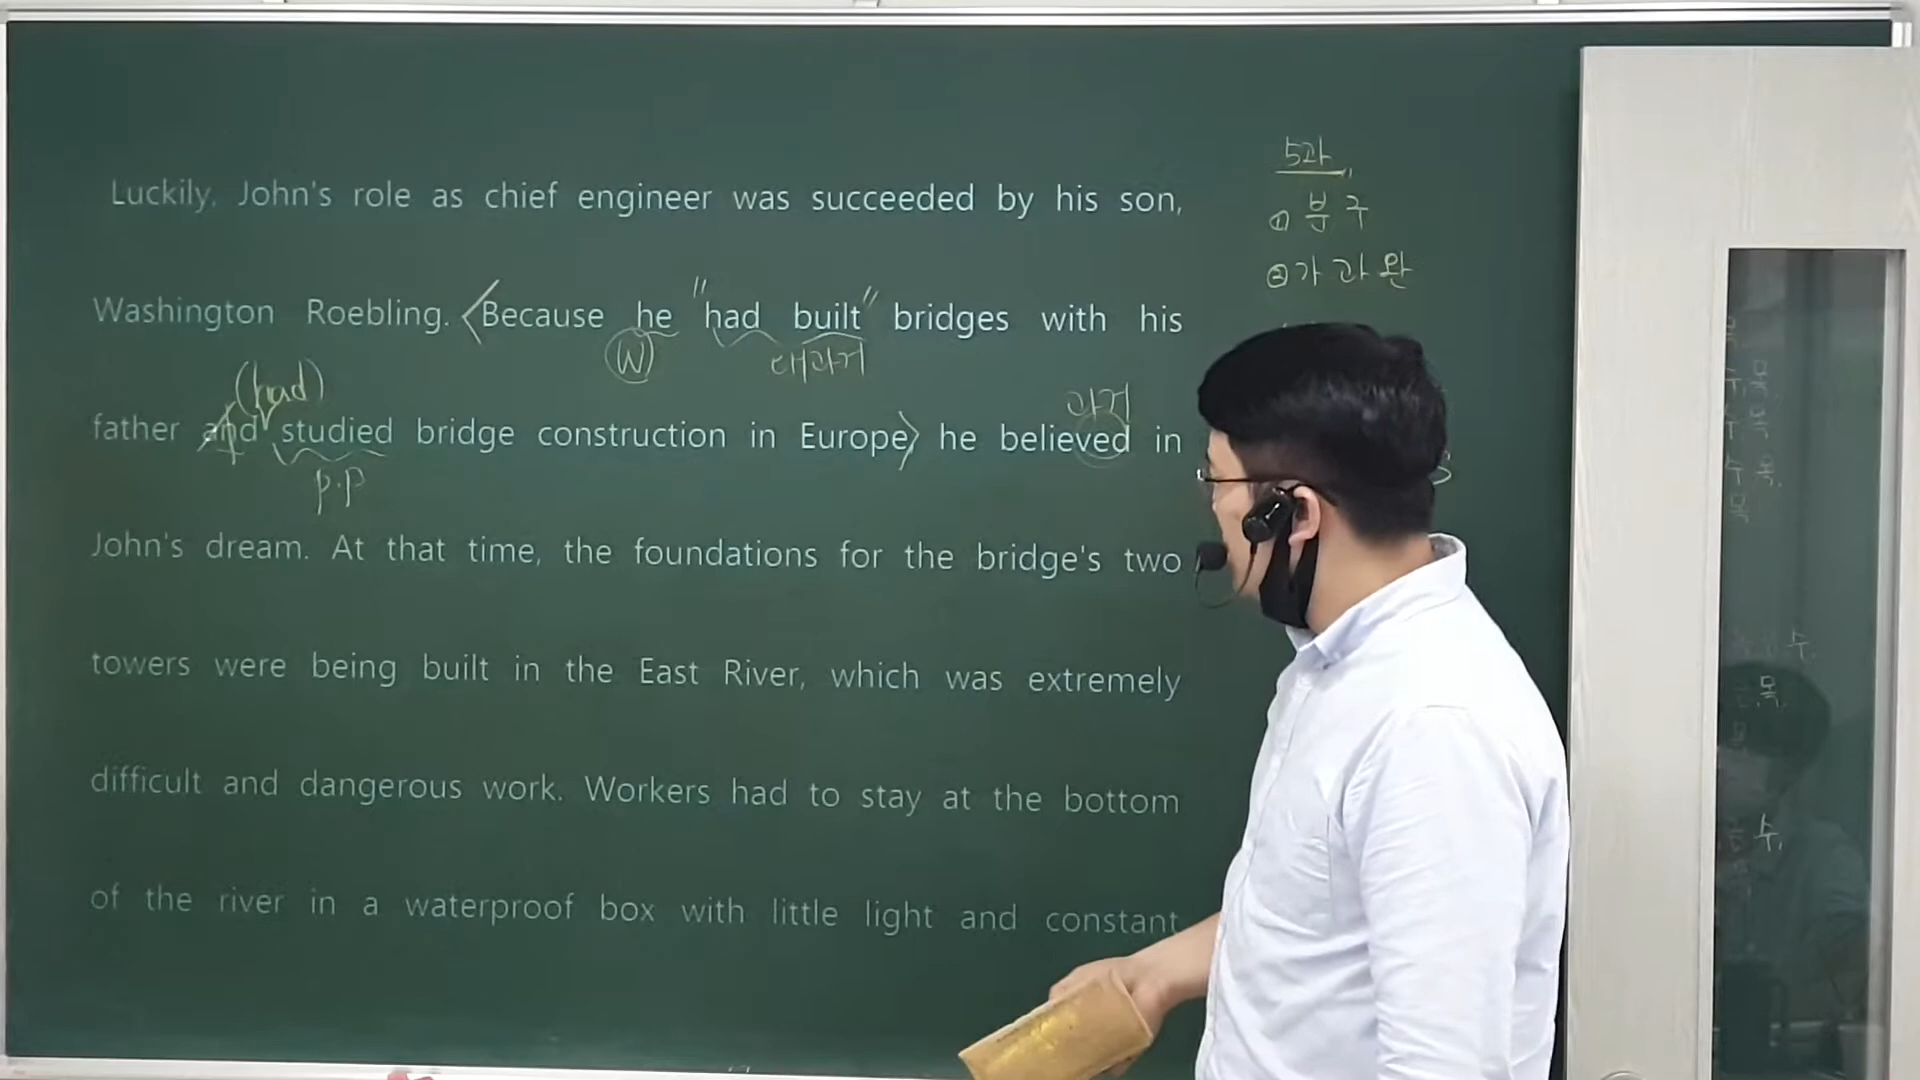 Luckily, John's role as chief engineer was succeeded by his son,
Washington Roebling. <Because he "had built" bridges with his
W 대과거
(had) 과거
father and studied bridge construction in Europe> he believed in
p.p
John's dream. At that time, the foundations for the bridge's two
towers were being built in the East River, which was extremely
difficult and dangerous work. Workers had to stay at the bottom
of the river in a waterproof box with little light and constant
5과
① 분 구
② 가 과 완